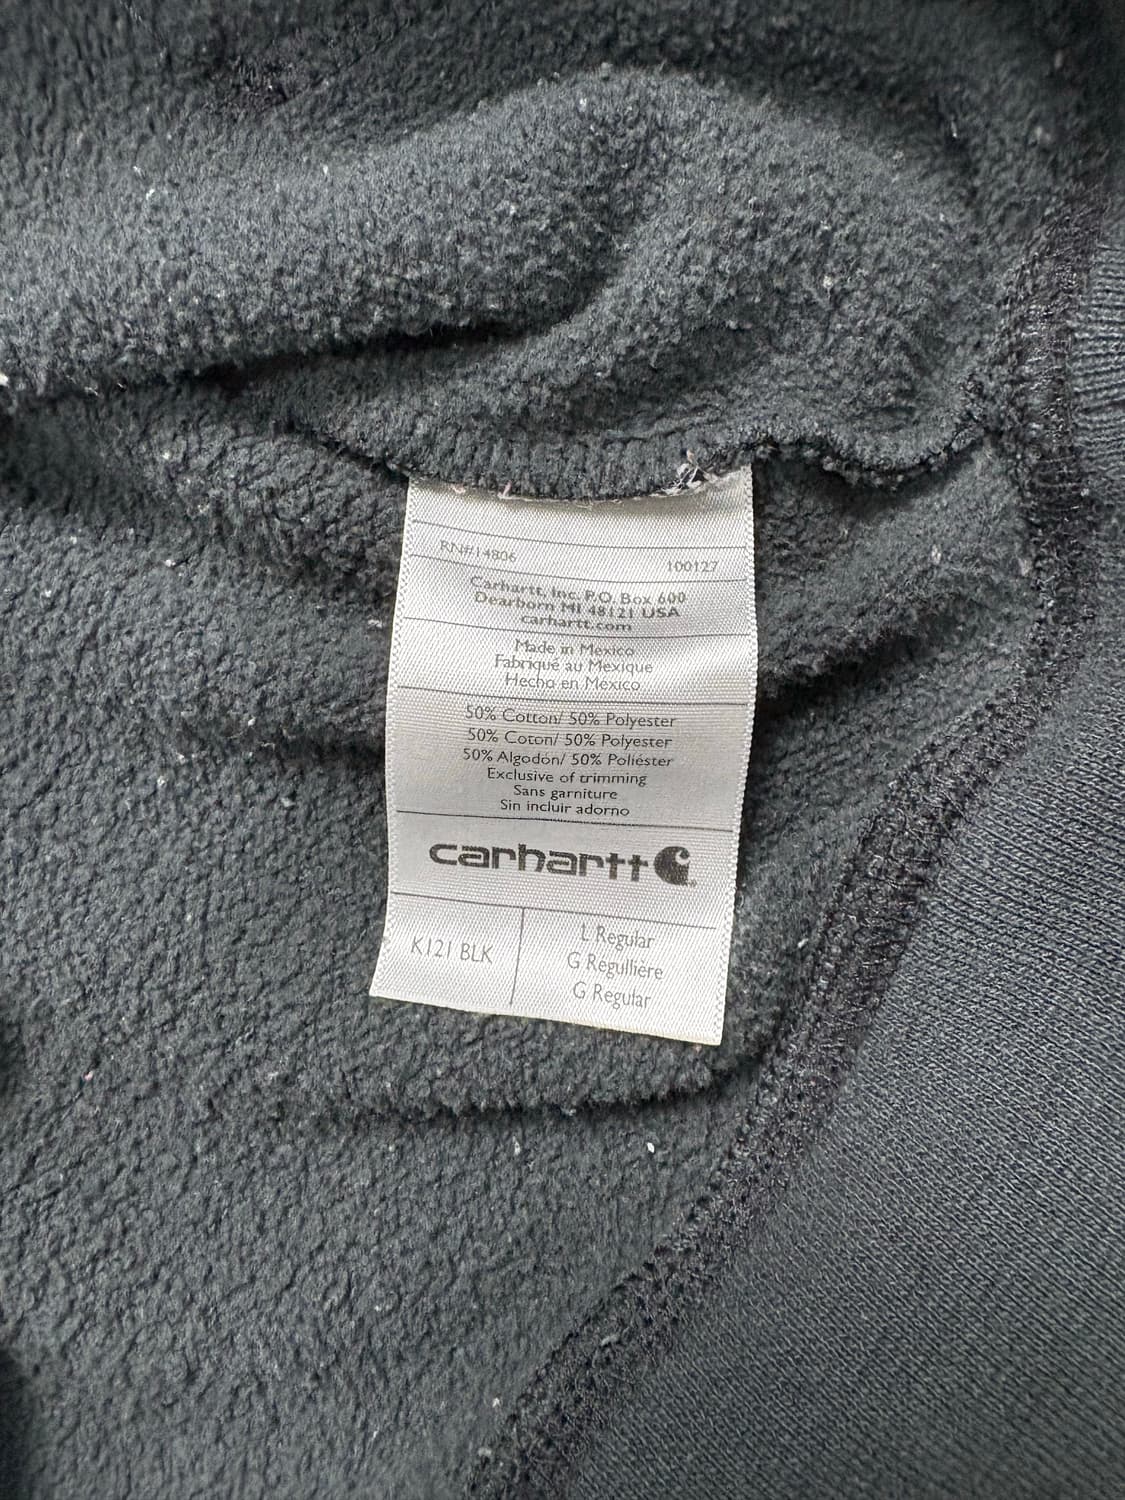 RN#14806 100127
Carhartt, Inc. P.O. Box 600
Dearborn MI 48121 USA
carhartt.com
Made in Mexico
Fabriqué au Mexique
Hecho en México
50% Cotton/ 50% Polyester
50% Coton/ 50% Polyester
50% Algodón/ 50% Poliéster
Exclusive of trimming
Sans garniture
Sin incluir adorno
carhartt
K121 BLK
L Regular
G Régullière
G Regular